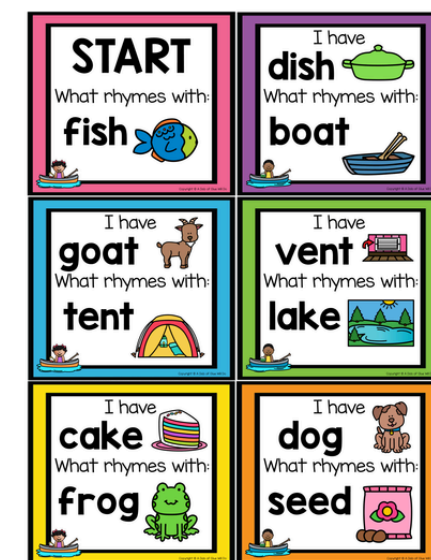 START
What rhymes with:
fish
I have
dish
What rhymes with:
boat
I have
goat
What rhymes with:
tent
I have
vent
What rhymes with:
lake
I have
cake
What rhymes with:
frog
I have
dog
What rhymes with:
seed